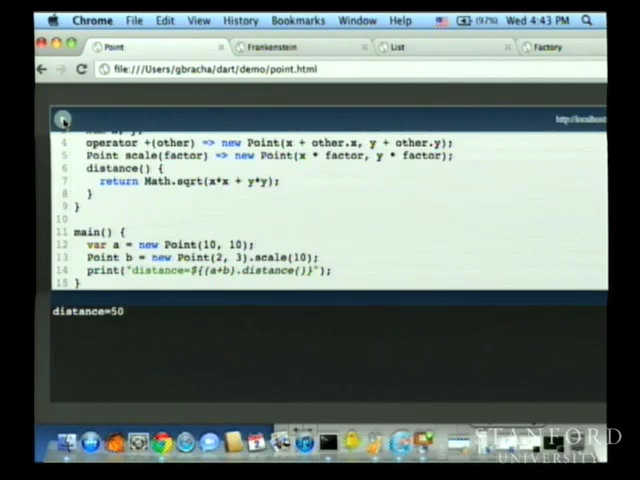 Chrome File Edit View History Bookmarks Window Help (97%) Wed 4:43 PM
Point Frankenstein List Factory
file:///Users/gbracha/dart/demo/point.html
http://localhost
4 operator +(other) => new Point(x + other.x, y + other.y);
5 Point scale(factor) => new Point(x * factor, y * factor);
6 distance() {
7 return Math.sqrt(x*x + y*y);
8 }
9 }
10
11 main() {
12 var a = new Point(10, 10);
13 Point b = new Point(2, 3).scale(10);
14 print("distance=${(a+b).distance()}");
15 }
distance=50
STANFORD
UNIVERSITY